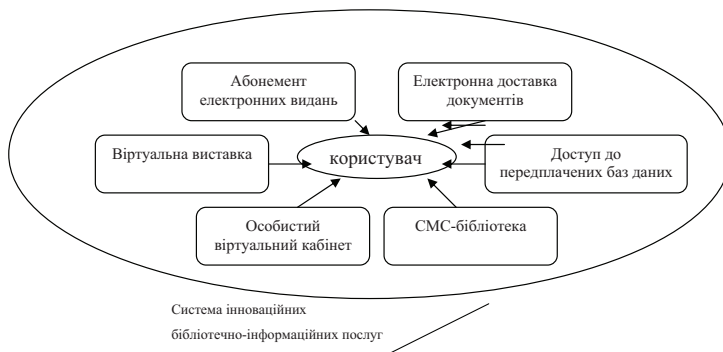 Абонемент
електронних видань
Електронна доставка
документів
Віртуальна виставка
користувач
Доступ до
передплачених баз даних
Особистий
віртуальний кабінет
СМС-бібліотека
Система інноваційних
бібліотечно-інформаційних послуг